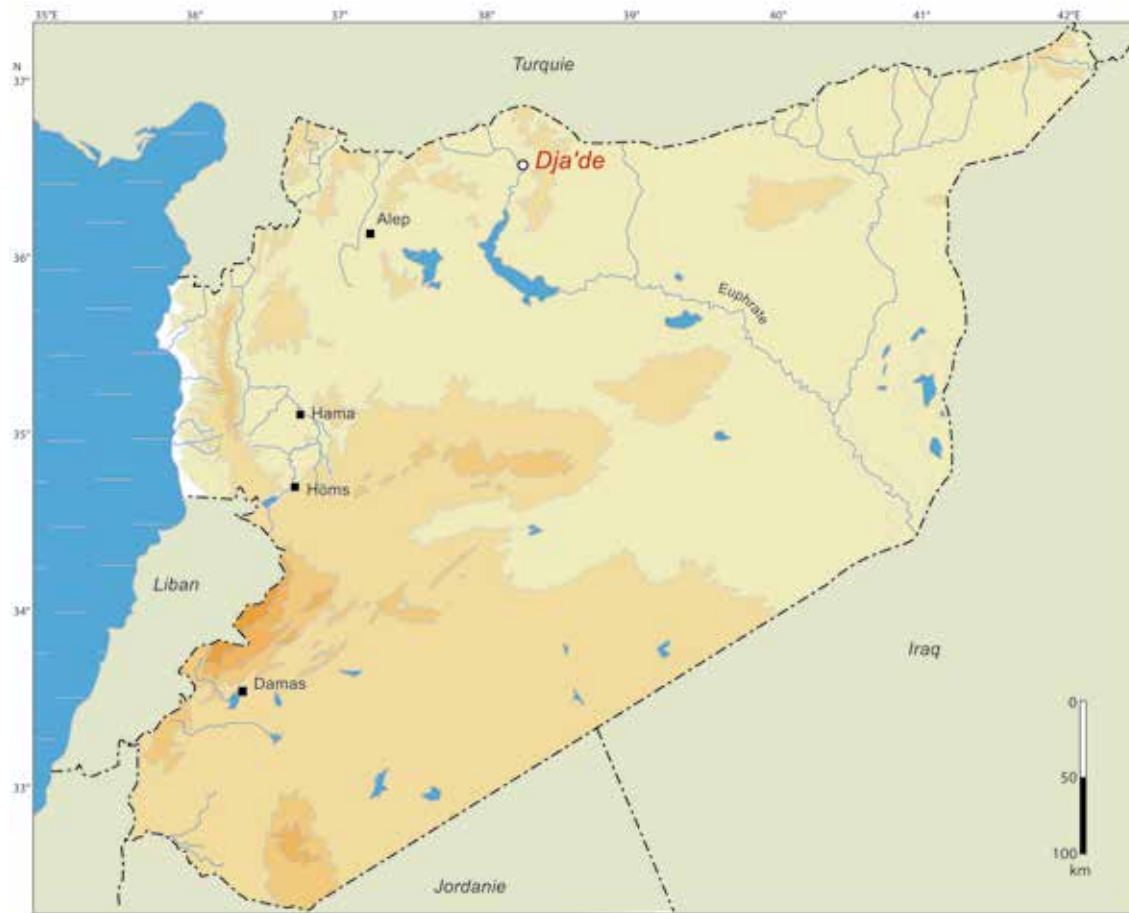 35°E
36°
37°
38°
39°
40°
41°
42°E
N
37°
36°
35°
34°
33°
Turquie
Dja'de
Alep
Euphrate
Hama
Höms
Liban
Damas
Iraq
Jordanie
0
50
100
km